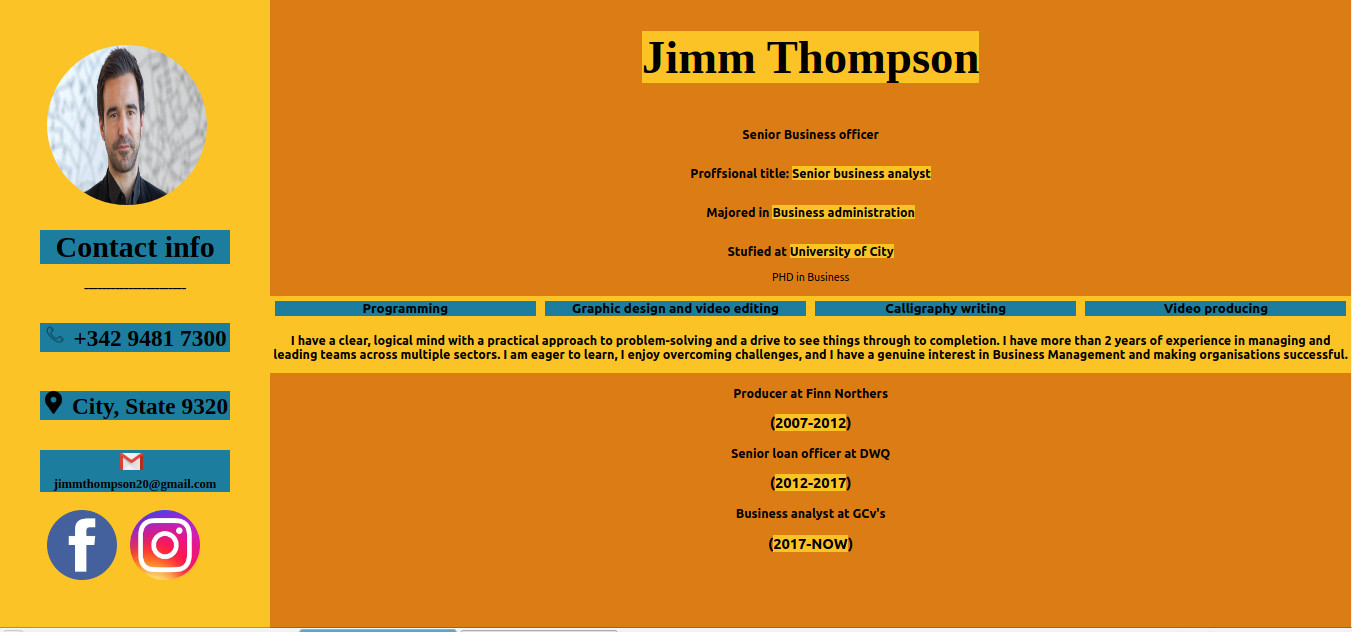 Jimm Thompson
Senior Business officer
Proffsional title: Senior business analyst
Majored in Business administration
Stufied at University of City
PHD in Business
Contact info
+342 9481 7300
City, State 9320
jimmthompson20@gmail.com
Programming
Graphic design and video editing
Calligraphy writing
Video producing
I have a clear, logical mind with a practical approach to problem-solving and a drive to see things through to completion. I have more than 2 years of experience in managing and
leading teams across multiple sectors. I am eager to learn, I enjoy overcoming challenges, and I have a genuine interest in Business Management and making organisations successful.
Producer at Finn Northers
(2007-2012)
Senior loan officer at DWQ
(2012-2017)
Business analyst at GCv's
(2017-NOW)